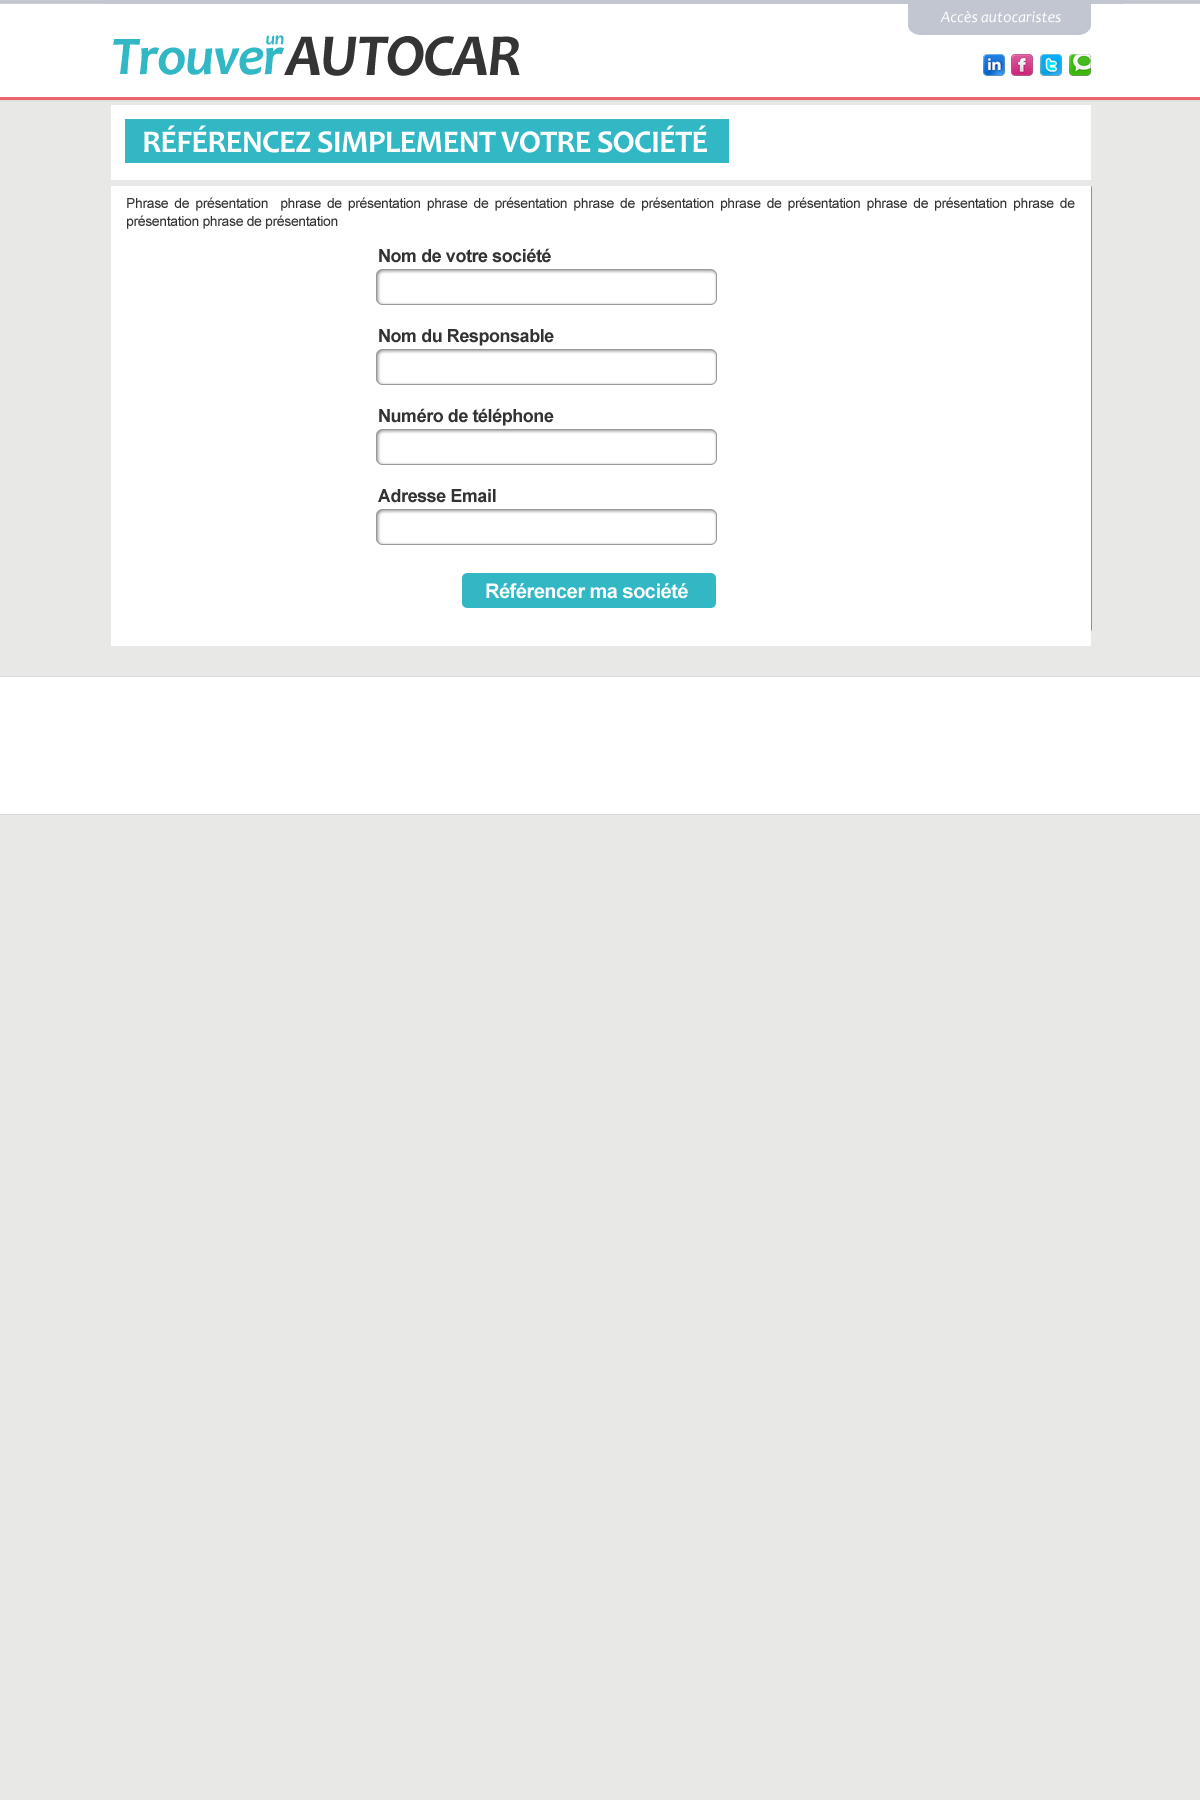 Accès autocaristes
Trouver un AUTOCAR
in f t
RÉFÉRENCEZ SIMPLEMENT VOTRE SOCIÉTÉ
Phrase de présentation  phrase de présentation phrase de présentation phrase de présentation phrase de présentation phrase de présentation phrase de
présentation phrase de présentation
Nom de votre société
Nom du Responsable
Numéro de téléphone
Adresse Email
Référencer ma société